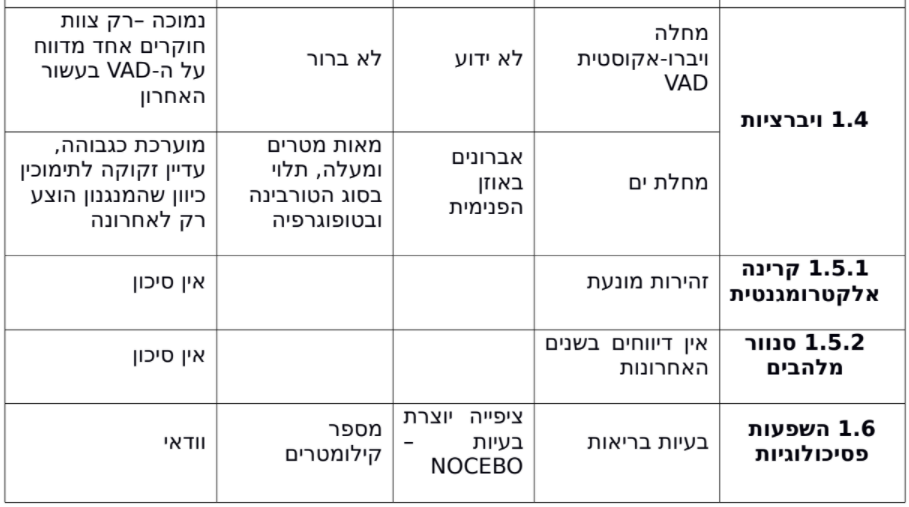 1.4 ויברציות
מחלה
ויברו-אקוסטית
VAD
לא ידוע
לא ברור
נמוכה –רק צוות
חוקרים אחד מדווח
על ה-VAD בעשור
האחרון
מחלת ים
אברונים
באוזן
הפנימית
מאות מטרים
ומעלה, תלוי
בסוג הטורבינה
ובטופוגרפיה
מוערכת כגבוהה,
עדיין זקוקה לתימוכין
כיוון שהמנגנון הוצע
רק לאחרונה
1.5.1 קרינה
אלקטרומגנטית
זהירות מונעת
אין סיכון
1.5.2 סנוור
מלהבים
אין דיווחים בשנים
האחרונות
אין סיכון
1.6 השפעות
פסיכולוגיות
בעיות בריאות
ציפייה יוצרת
בעיות –
NOCEBO
מספר
קילומטרים
וודאי